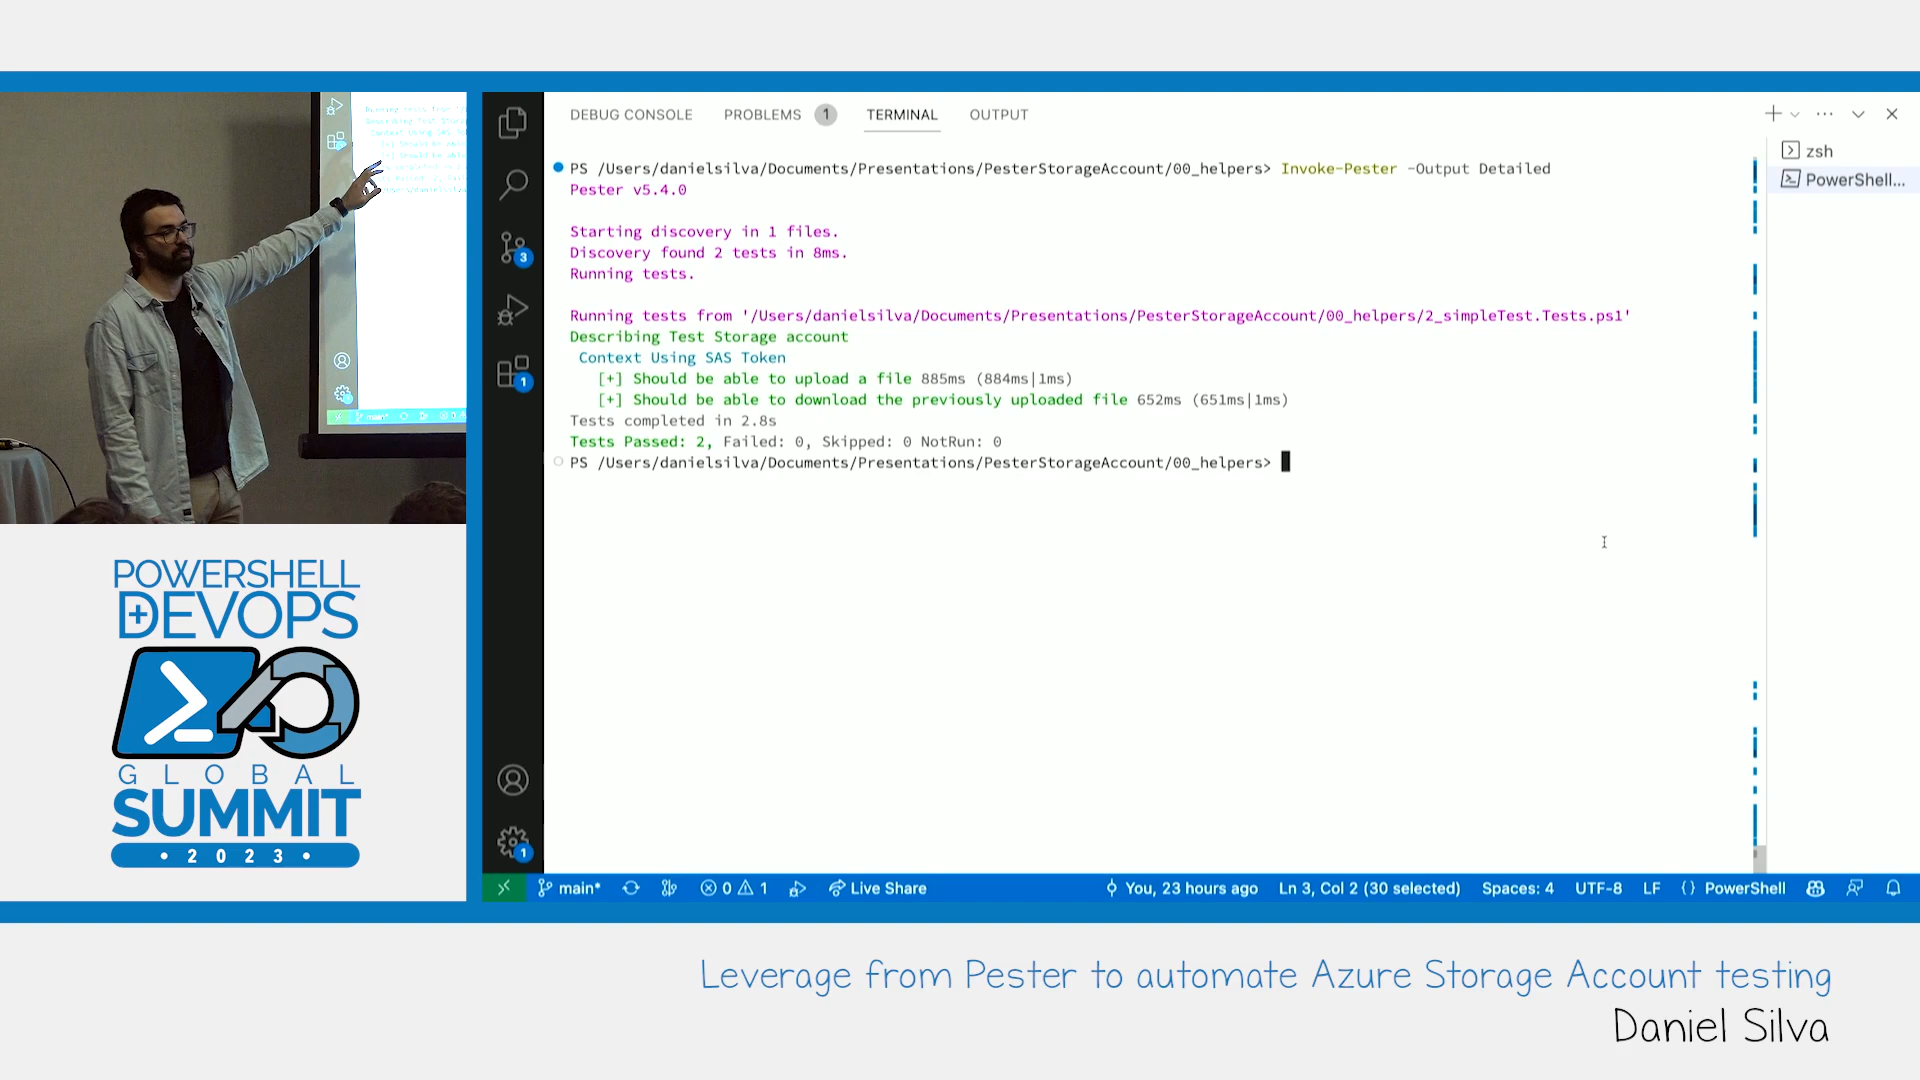 DEBUG CONSOLE PROBLEMS 1 TERMINAL OUTPUT
PS /Users/danielsilva/Documents/Presentations/PesterStorageAccount/00_helpers> Invoke-Pester -Output Detailed
Pester v5.4.0
Starting discovery in 1 files.
Discovery found 2 tests in 8ms.
Running tests.
Running tests from '/Users/danielsilva/Documents/Presentations/PesterStorageAccount/00_helpers/2_simpleTest.Tests.ps1'
Describing Test Storage account
Context Using SAS Token
[+] Should be able to upload a file 885ms (884ms|1ms)
[+] Should be able to download the previously uploaded file 652ms (651ms|1ms)
Tests completed in 2.8s
Tests Passed: 2, Failed: 0, Skipped: 0 NotRun: 0
PS /Users/danielsilva/Documents/Presentations/PesterStorageAccount/00_helpers>
zsh
PowerShell...
3
1
1
main* 0 1 Live Share You, 23 hours ago Ln 3, Col 2 (30 selected) Spaces: 4 UTF-8 LF {} PowerShell
POWERSHELL
DEVOPS
GLOBAL
SUMMIT
• 2023 •
Leverage from Pester to automate Azure Storage Account testing
Daniel Silva